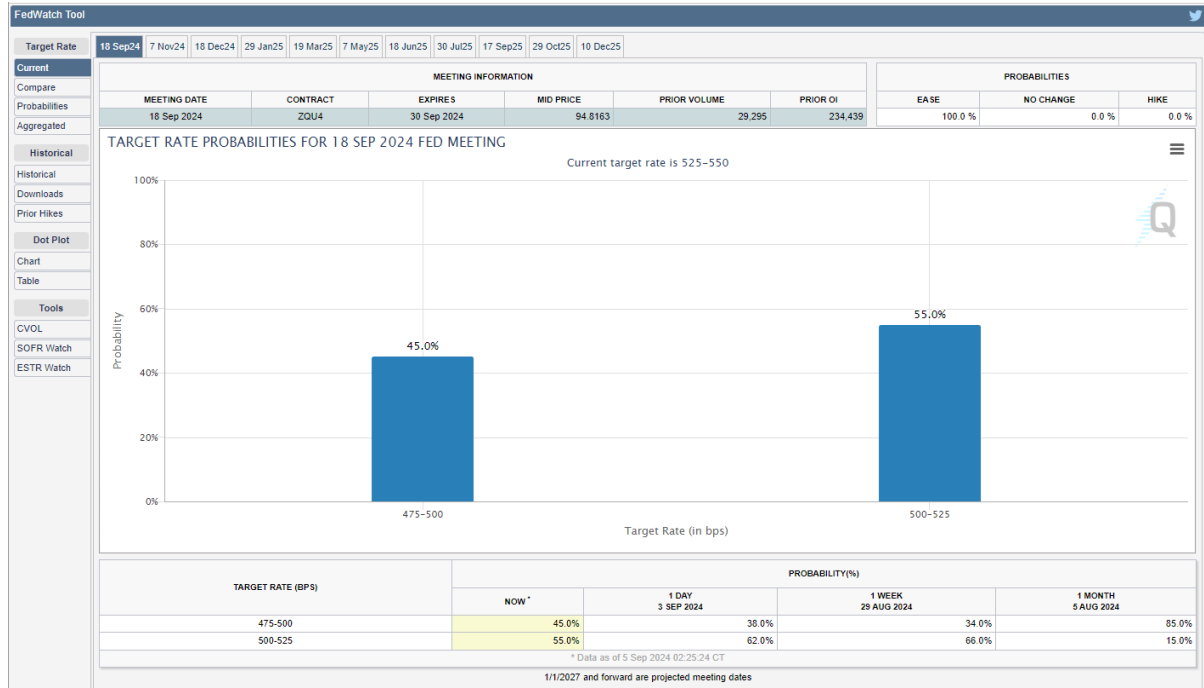 FedWatch Tool
Target Rate
Current
Compare
Probabilities
Aggregated
Historical
Historical
Downloads
Prior Hikes
Dot Plot
Chart
Table
Tools
CVOL
SOFR Watch
ESTR Watch
18 Sep24 7 Nov24 18 Dec24 29 Jan25 19 Mar25 7 May25 18 Jun25 30 Jul25 17 Sep25 29 Oct25 10 Dec25
MEETING INFORMATION
MEETING DATE CONTRACT EXPIRES MID PRICE PRIOR VOLUME PRIOR OI
18 Sep 2024 ZQU4 30 Sep 2024 94.8163 29,295 234,439
PROBABILITIES
EASE NO CHANGE HIKE
100.0 % 0.0 % 0.0 %
TARGET RATE PROBABILITIES FOR 18 SEP 2024 FED MEETING
Current target rate is 525–550
Q
Probability
100%
80%
60%
40%
20%
0%
45.0%
55.0%
475–500 500–525
Target Rate (in bps)
TARGET RATE (BPS) PROBABILITY(%)
NOW * 1 DAY 3 SEP 2024 1 WEEK 29 AUG 2024 1 MONTH 5 AUG 2024
475-500 45.0% 38.0% 34.0% 85.0%
500-525 55.0% 62.0% 66.0% 15.0%
* Data as of 5 Sep 2024 02:25:24 CT
1/1/2027 and forward are projected meeting dates